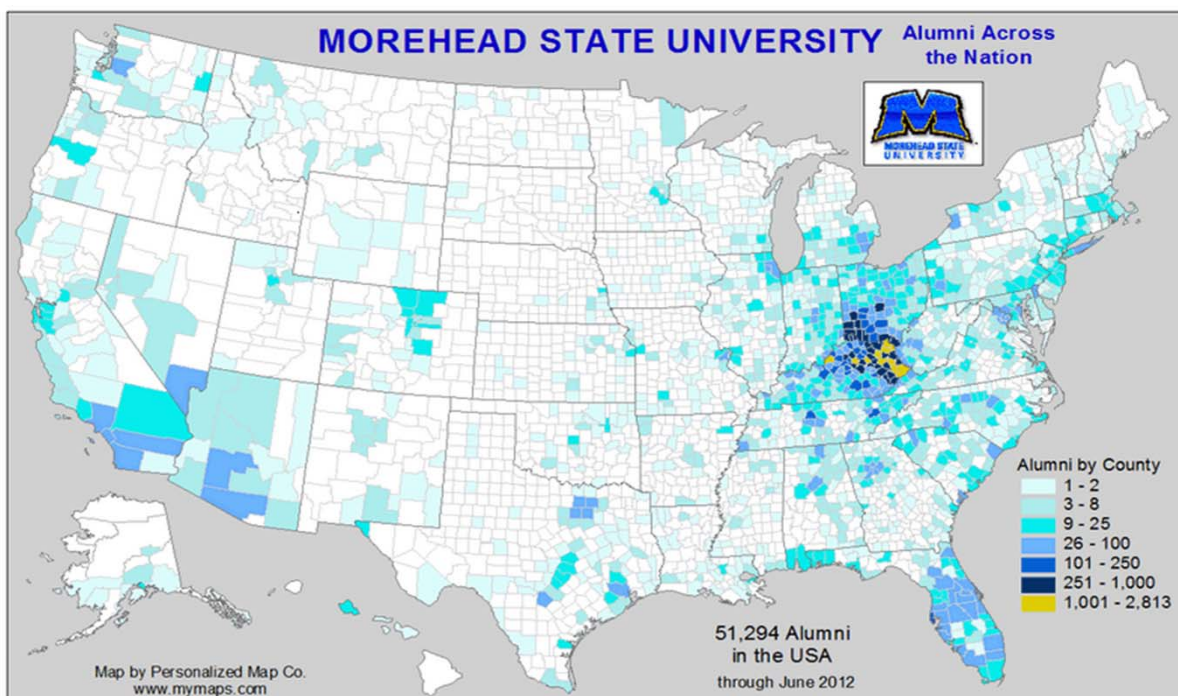 MOREHEAD STATE UNIVERSITY
Alumni Across
the Nation
M
MOREHEAD STATE
UNIVERSITY
Alumni by County
1 - 2
3 - 8
9 - 25
26 - 100
101 - 250
251 - 1,000
1,001 - 2,813
51,294 Alumni
in the USA
through June 2012
Map by Personalized Map Co.
www.mymaps.com